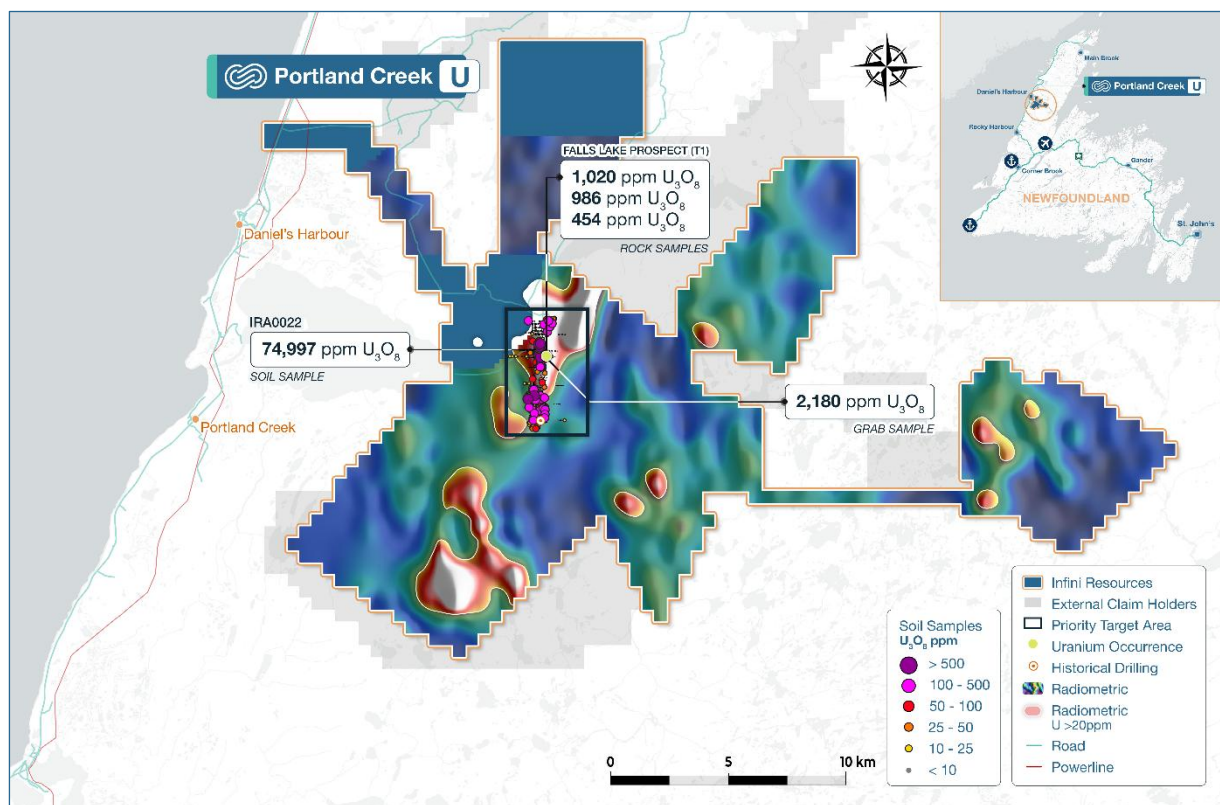 Portland Creek U
FALLS LAKE PROSPECT (T1)
1,020 ppm U₃O₈
986 ppm U₃O₈
454 ppm U₃O₈
ROCK SAMPLES
Daniel's Harbour
IRA0022
74,997 ppm U₃O₈
SOIL SAMPLE
2,180 ppm U₃O₈
GRAB SAMPLE
Portland Creek
Main Brook
Daniel's Harbour
Portland Creek U
Rocky Harbour
Corner Brook
Gander
NEWFOUNDLAND
St. John's
Soil Samples
U₃O₈ ppm
> 500
100 - 500
50 - 100
25 - 50
10 - 25
< 10
Infini Resources
External Claim Holders
Priority Target Area
Uranium Occurrence
Historical Drilling
Radiometric
Radiometric
U >20ppm
Road
Powerline
0 5 10 km